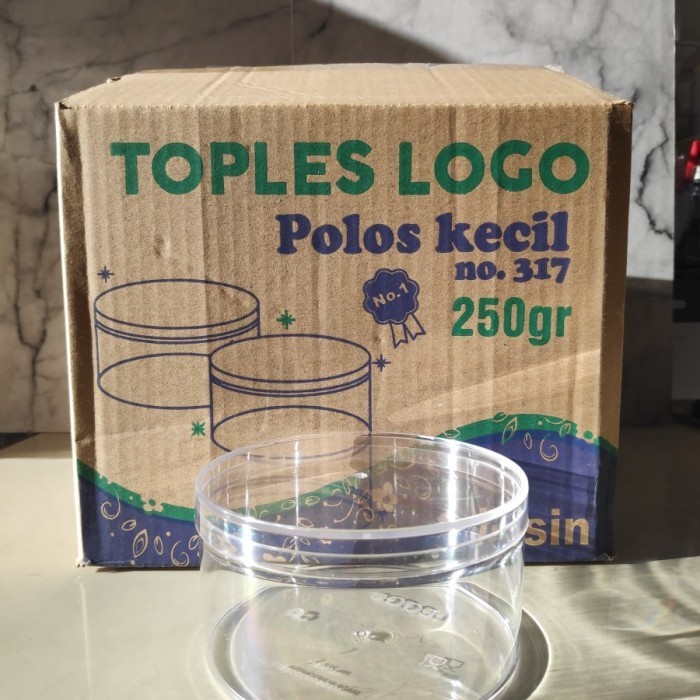 TOPLES LOGO
Polos kecil
no. 317
No.1
250gr
sin